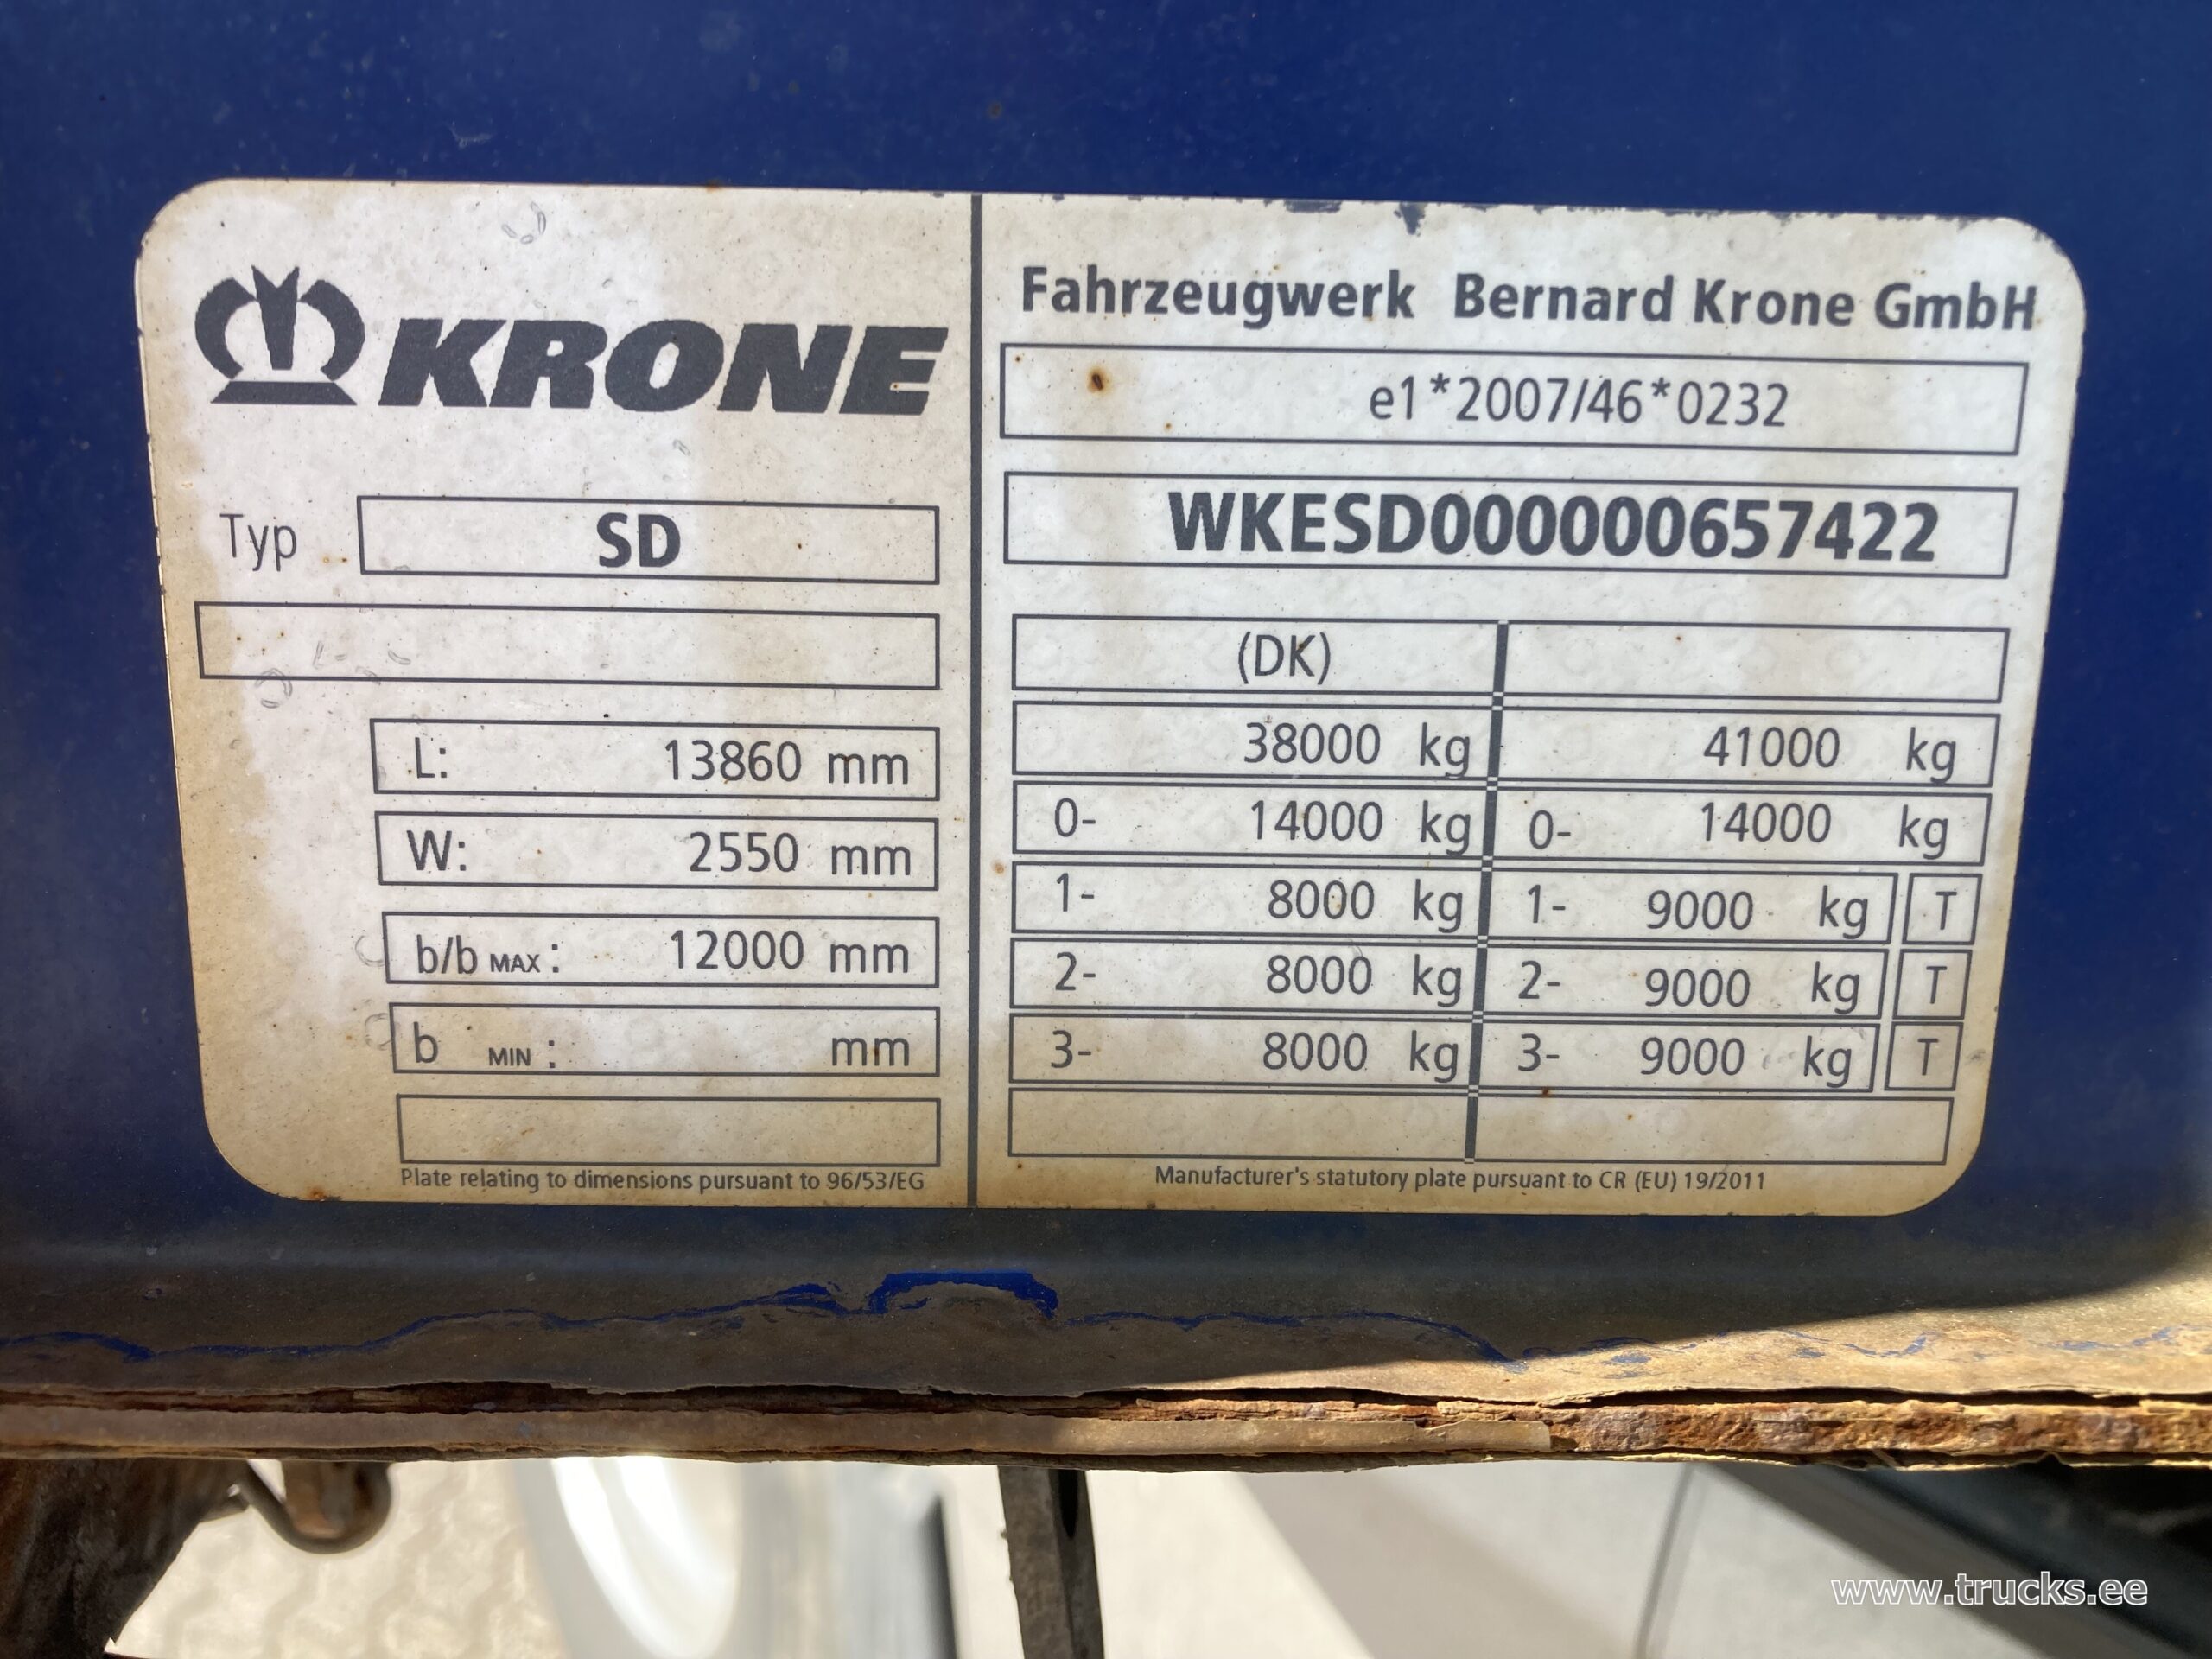 KRONE
Typ SD
L: 13860 mm
W: 2550 mm
b/b MAX : 12000 mm
b MIN : mm
Plate relating to dimensions pursuant to 96/53/EG
Fahrzeugwerk Bernard Krone GmbH
e1*2007/46*0232
WKESD000000657422
(DK)
38000 kg 41000 kg
0- 14000 kg 0- 14000 kg
1- 8000 kg 1- 9000 kg T
2- 8000 kg 2- 9000 kg T
3- 8000 kg 3- 9000 kg T
Manufacturer's statutory plate pursuant to CR (EU) 19/2011
www.trucks.ee